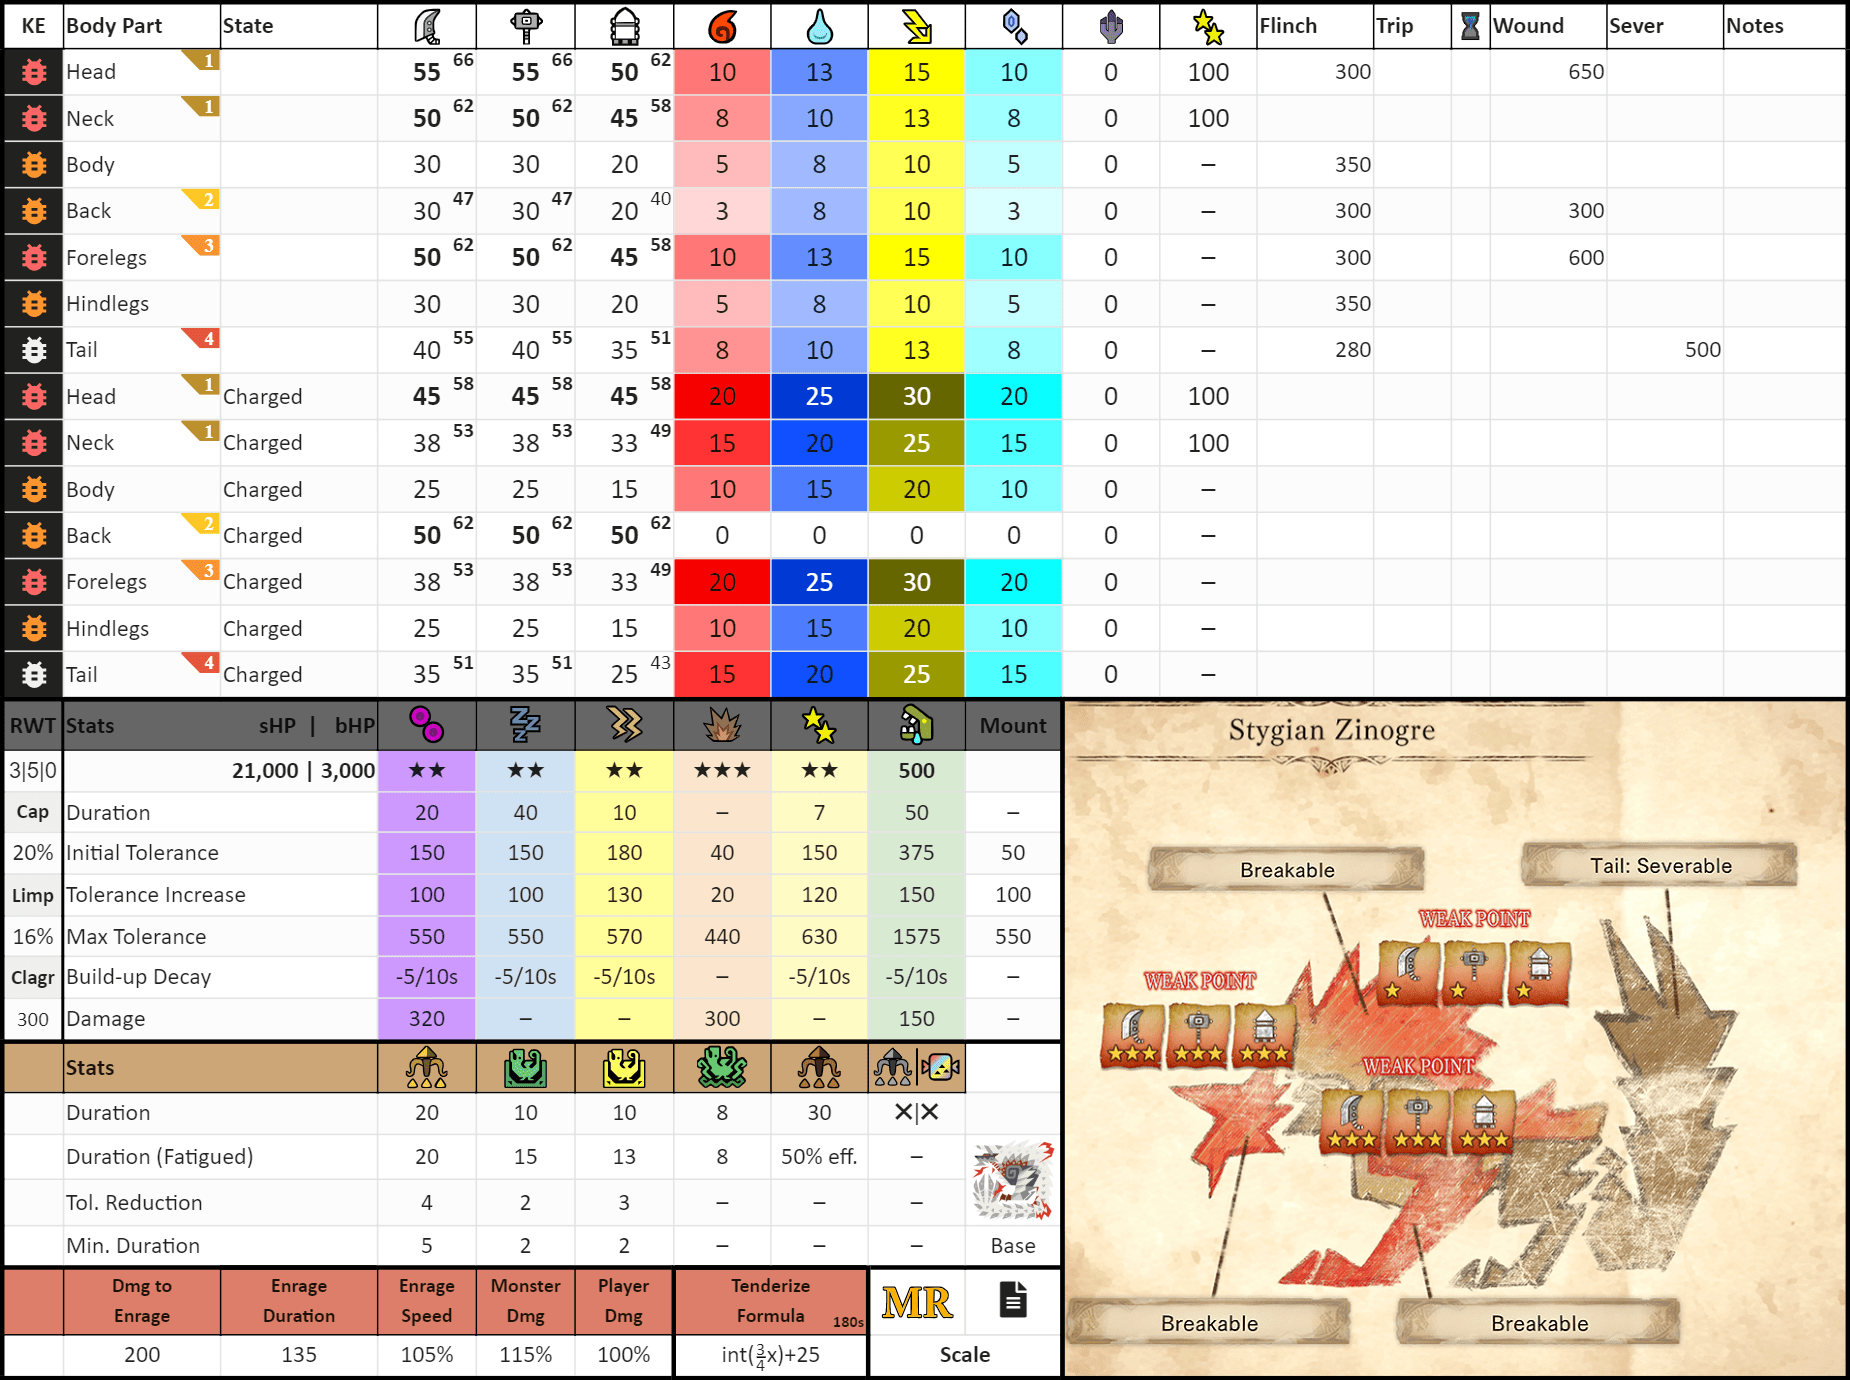 KE Body Part State Flinch Trip Wound Sever Notes
Head 1 55 66 55 66 50 62 10 13 15 10 0 100 300 650
Neck 1 50 62 50 62 45 58 8 10 13 8 0 100
Body 30 30 20 5 8 10 5 0 – 350
Back 2 30 47 30 47 20 40 3 8 10 3 0 – 300 300
Forelegs 3 50 62 50 62 45 58 10 13 15 10 0 – 300 600
Hindlegs 30 30 20 5 8 10 5 0 – 350
Tail 4 40 55 40 55 35 51 8 10 13 8 0 – 280 500
Head 1 Charged 45 58 45 58 45 58 20 25 30 20 0 100
Neck 1 Charged 38 53 38 53 33 49 15 20 25 15 0 100
Body Charged 25 25 15 10 15 20 10 0 –
Back 2 Charged 50 62 50 62 50 62 0 0 0 0 0 –
Forelegs 3 Charged 38 53 38 53 33 49 20 25 30 20 0 –
Hindlegs Charged 25 25 15 10 15 20 10 0 –
Tail 4 Charged 35 51 35 51 25 43 15 20 25 15 0 –
RWT Stats sHP | bHP Mount
3|5|0 21,000 | 3,000 ★★ ★★ ★★ ★★★ ★★ 500
Cap Duration 20 40 10 – 7 50 –
20% Initial Tolerance 150 150 180 40 150 375 50
Limp Tolerance Increase 100 100 130 20 120 150 100
16% Max Tolerance 550 550 570 440 630 1575 550
Clagr Build-up Decay -5/10s -5/10s -5/10s – -5/10s -5/10s –
300 Damage 320 – – 300 – 150 –
Stats
Duration 20 10 10 8 30 ✕|✕
Duration (Fatigued) 20 15 13 8 50% eff. –
Tol. Reduction 4 2 3 – – –
Min. Duration 5 2 2 – – – Base
Dmg to Enrage Enrage Duration Enrage Speed Monster Dmg Player Dmg Tenderize Formula 180s MR
200 135 105% 115% 100% int(¾x)+25 Scale
Stygian Zinogre
Breakable
Tail: Severable
WEAK POINT
WEAK POINT
WEAK POINT
Breakable
Breakable